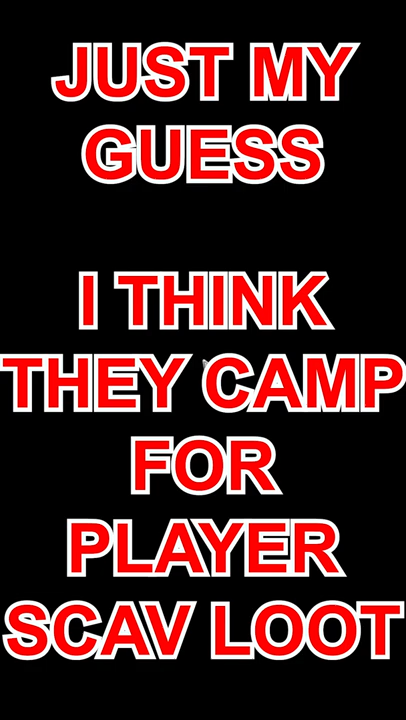 JUST MY
GUESS
I THINK
THEY CAMP
FOR
PLAYER
SCAV LOOT